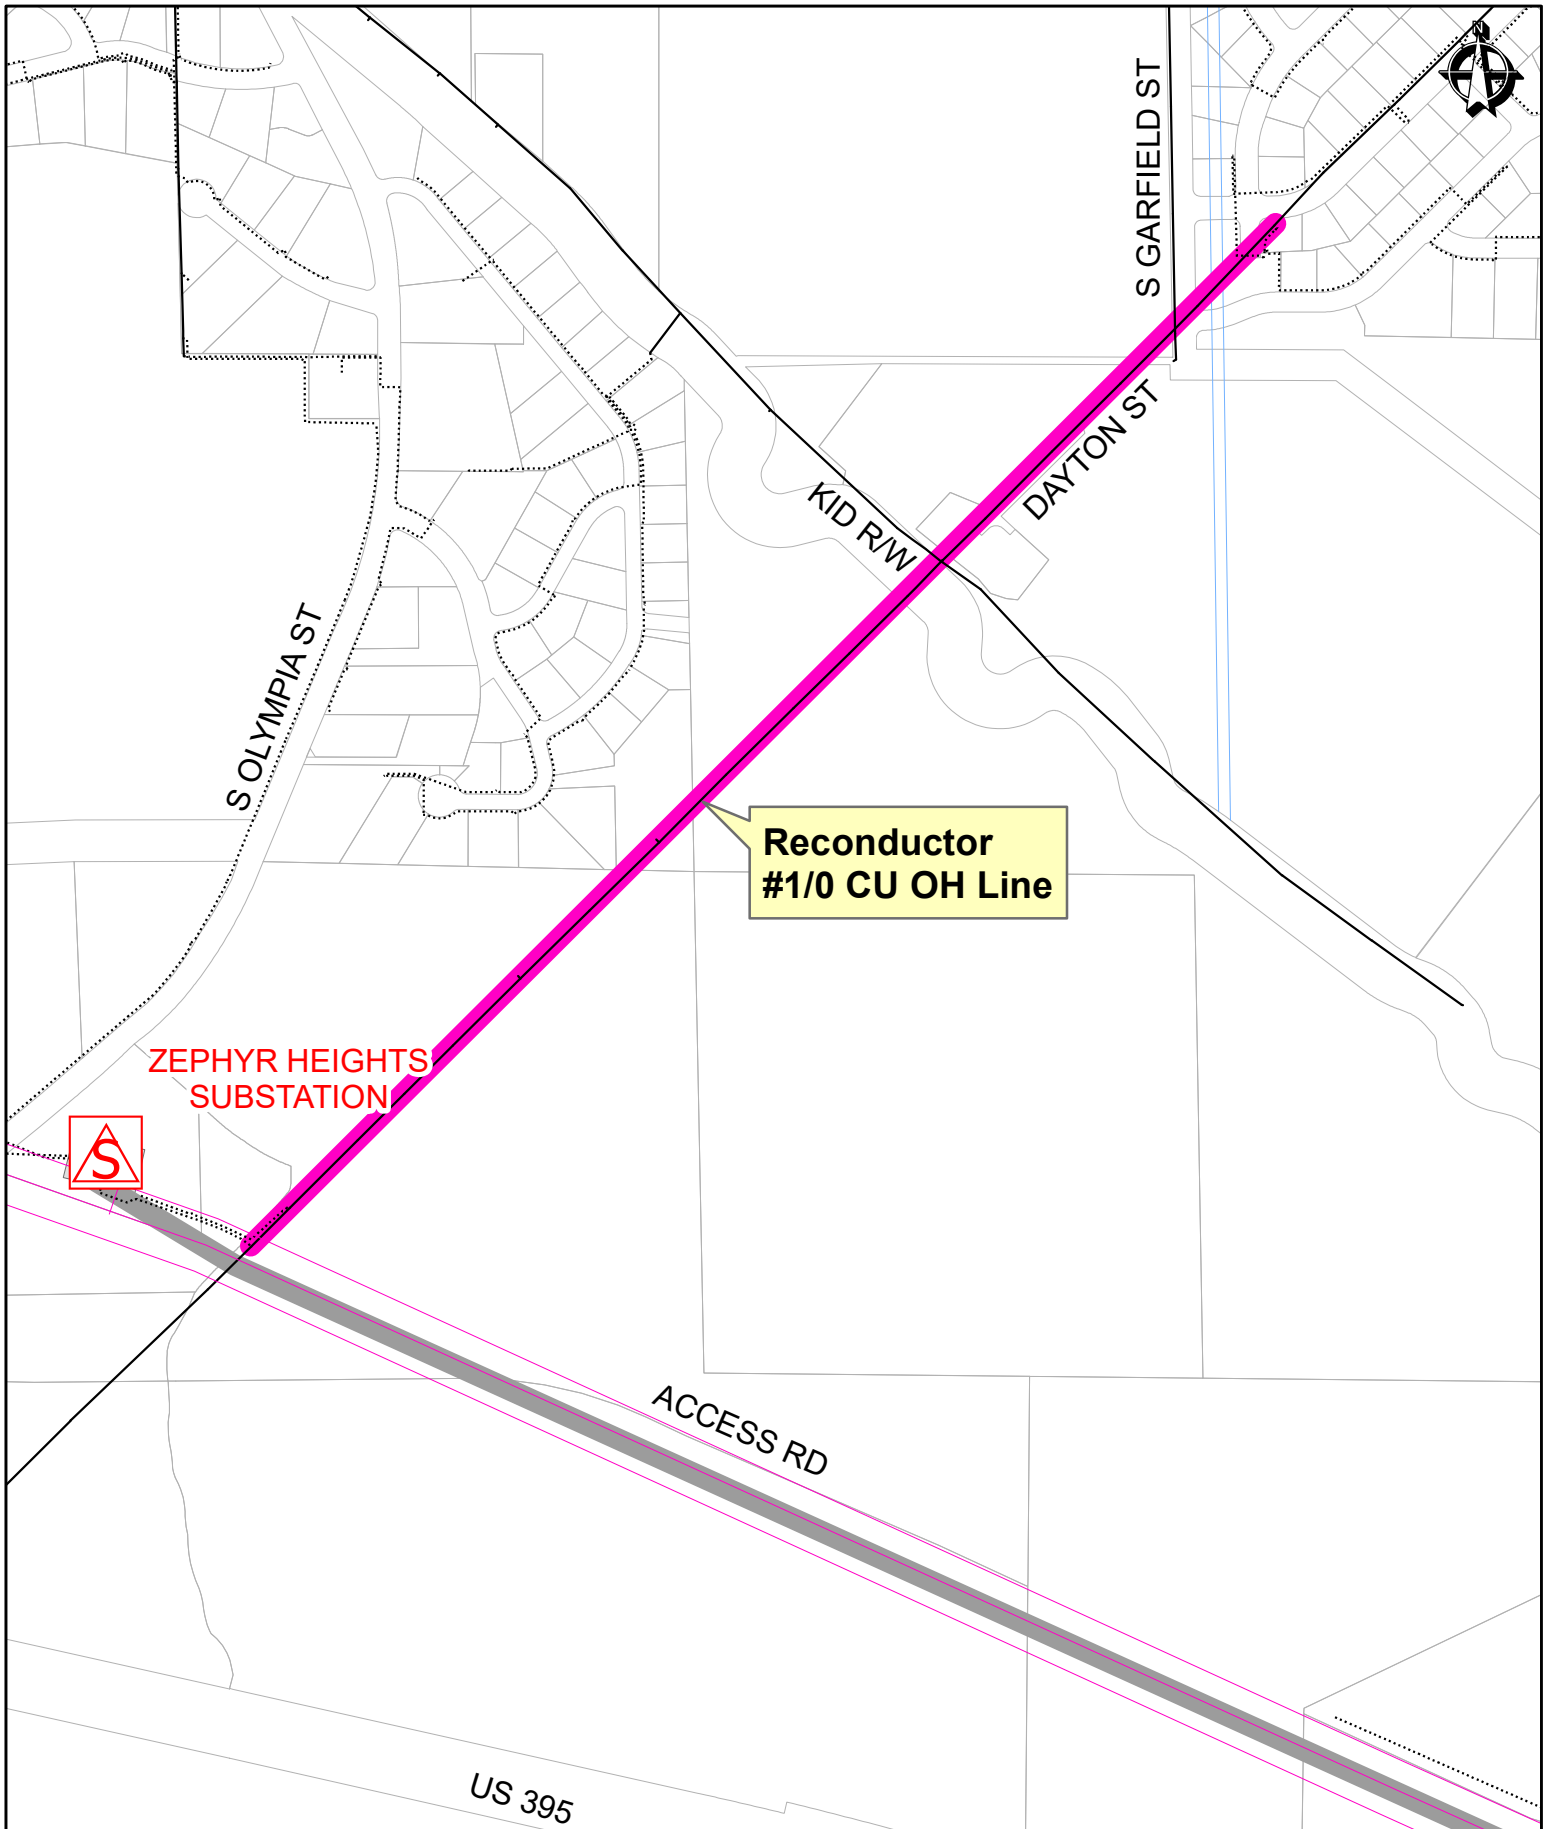 N
S GARFIELD ST
DAYTON ST
KID R/W
S OLYMPIA ST
Reconductor
#1/0 CU OH Line
ZEPHYR HEIGHTS
SUBSTATION
S
ACCESS RD
US 395